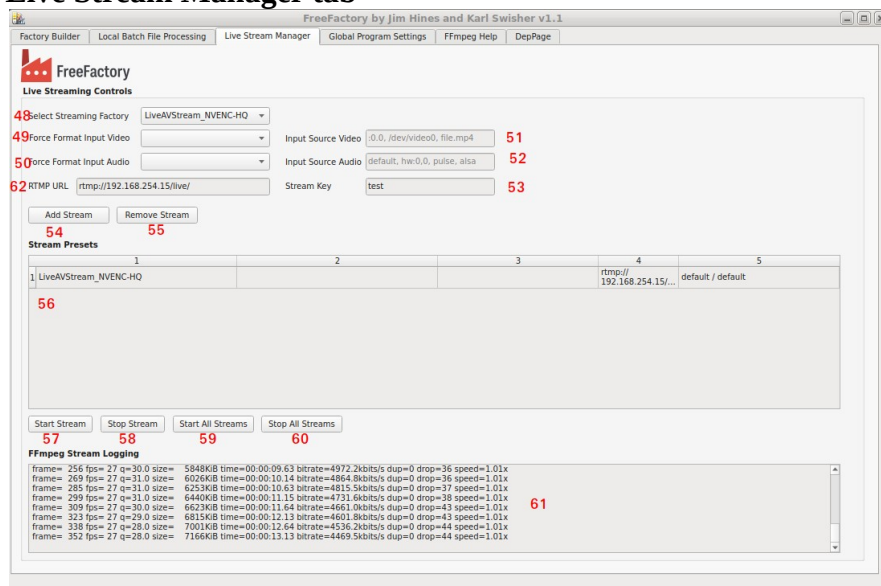 Live Stream Manager tab
FreeFactory by Jim Hines and Karl Swisher v1.1
Factory Builder Local Batch File Processing Live Stream Manager Global Program Settings FFmpeg Help DepPage
FreeFactory
Live Streaming Controls
48 Select Streaming Factory LiveAVStream_NVENC-HQ
49 Force Format Input Video Input Source Video :0.0, /dev/video0, file.mp4 51
50 Force Format Input Audio Input Source Audio default, hw:0,0, pulse, alsa 52
62 RTMP URL rtmp://192.168.254.15/live/ Stream Key test 53
Add Stream Remove Stream
54 55
Stream Presets
1 2 3 4 5
1 LiveAVStream_NVENC-HQ rtmp:// default / default
192.168.254.15/...
56
Start Stream Stop Stream Start All Streams Stop All Streams
57 58 59 60
FFmpeg Stream Logging
frame= 256 fps= 27 q=30.0 size= 5848KiB time=00:00:09.63 bitrate=4972.2kbits/s dup=0 drop=36 speed=1.01x
frame= 269 fps= 27 q=31.0 size= 6026KiB time=00:00:10.14 bitrate=4864.8kbits/s dup=0 drop=36 speed=1.01x
frame= 285 fps= 27 q=31.0 size= 6253KiB time=00:00:10.63 bitrate=4815.5kbits/s dup=0 drop=37 speed=1.01x
frame= 299 fps= 27 q=31.0 size= 6440KiB time=00:00:11.15 bitrate=4731.6kbits/s dup=0 drop=38 speed=1.01x
frame= 309 fps= 27 q=30.0 size= 6623KiB time=00:00:11.64 bitrate=4661.0kbits/s dup=0 drop=43 speed=1.01x
frame= 323 fps= 27 q=29.0 size= 6815KiB time=00:00:12.13 bitrate=4601.8kbits/s dup=0 drop=43 speed=1.01x
frame= 338 fps= 27 q=28.0 size= 7001KiB time=00:00:12.64 bitrate=4536.2kbits/s dup=0 drop=44 speed=1.01x
frame= 352 fps= 27 q=28.0 size= 7166KiB time=00:00:13.13 bitrate=4469.5kbits/s dup=0 drop=44 speed=1.01x
61